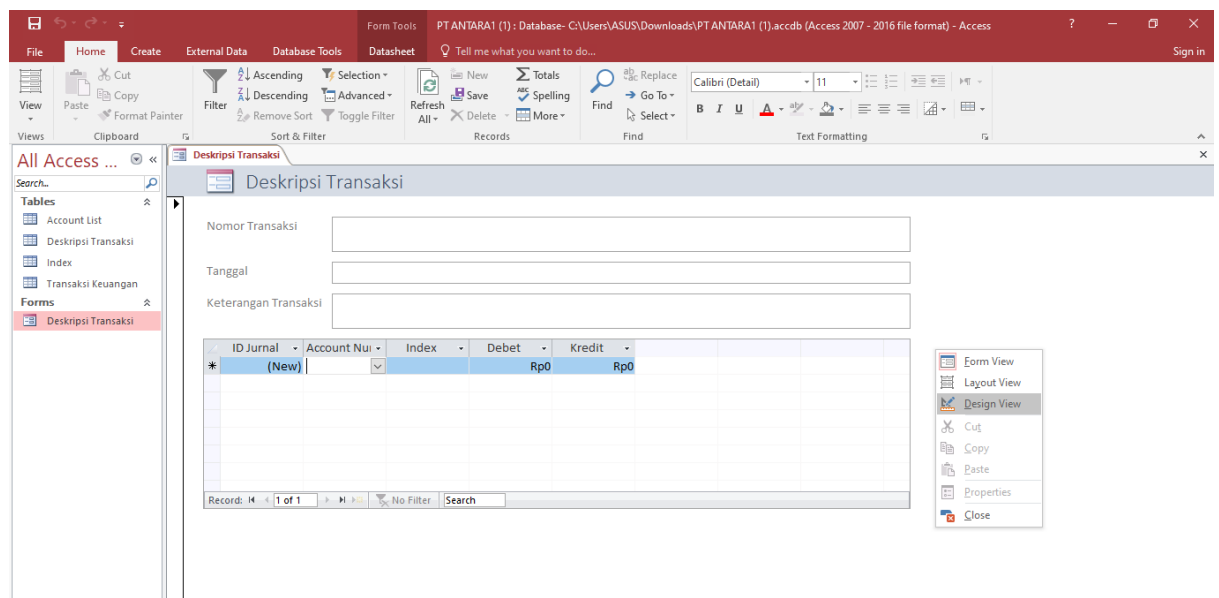 Form Tools PT ANTARA1 (1) : Database- C:\Users\ASUS\Downloads\PT ANTARA1 (1).accdb (Access 2007 - 2016 file format) - Access ?
File Home Create External Data Database Tools Datasheet Tell me what you want to do... Sign in
View
Views
Paste
Cut
Copy
Format Painter
Clipboard
Filter
Ascending
Descending
Remove Sort
Selection
Advanced
Toggle Filter
Sort & Filter
Refresh
All
New
Save
Delete
Totals
Spelling
More
Records
Find
Replace
Go To
Select
Find
Calibri (Detail) 11
B I U A
Text Formatting
All Access ... «
Search...
Tables
Account List
Deskripsi Transaksi
Index
Transaksi Keuangan
Forms
Deskripsi Transaksi
Deskripsi Transaksi
Deskripsi Transaksi
Nomor Transaksi
Tanggal
Keterangan Transaksi
ID Jurnal Account Nu Index Debet Kredit
* (New) Rp0 Rp0
Record: 1 of 1 No Filter Search
Form View
Layout View
Design View
Cut
Copy
Paste
Properties
Close